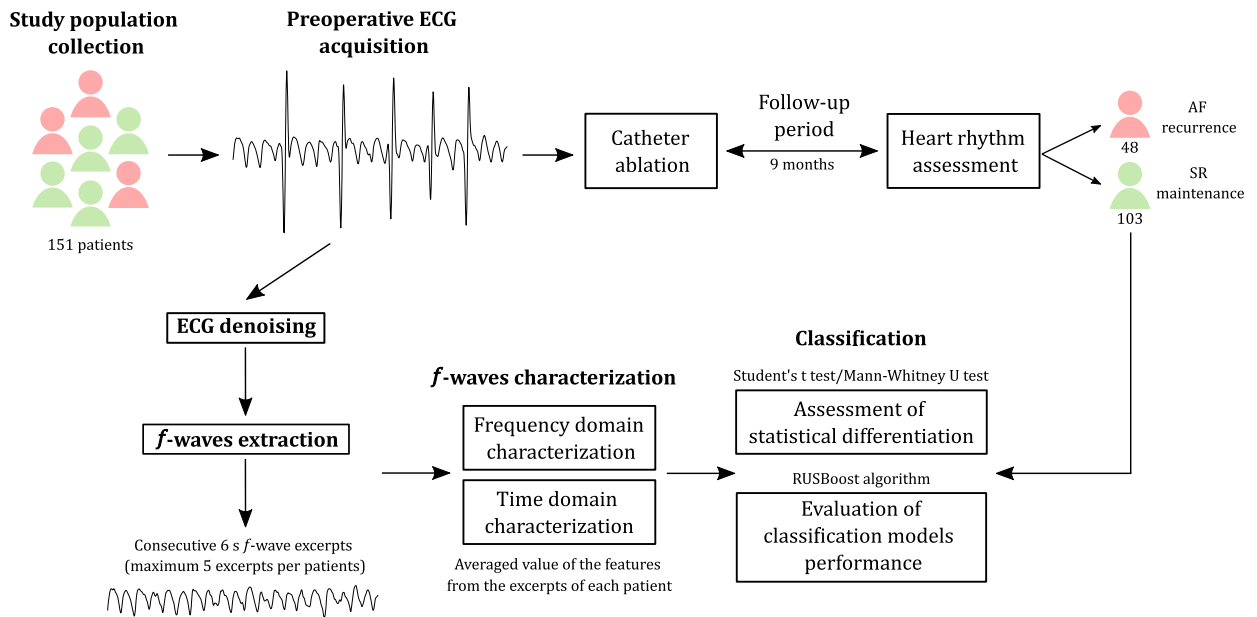 Study population
collection
151 patients
Preoperative ECG
acquisition
Catheter
ablation
Follow-up
period
9 months
Heart rhythm
assessment
AF
recurrence
48
SR
maintenance
103
ECG denoising
f-waves extraction
Consecutive 6 s f-wave excerpts
(maximum 5 excerpts per patients)
f-waves characterization
Frequency domain
characterization
Time domain
characterization
Averaged value of the features
from the excerpts of each patient
Classification
Student's t test/Mann-Whitney U test
Assessment of
statistical differentiation
RUSBoost algorithm
Evaluation of
classification models
performance